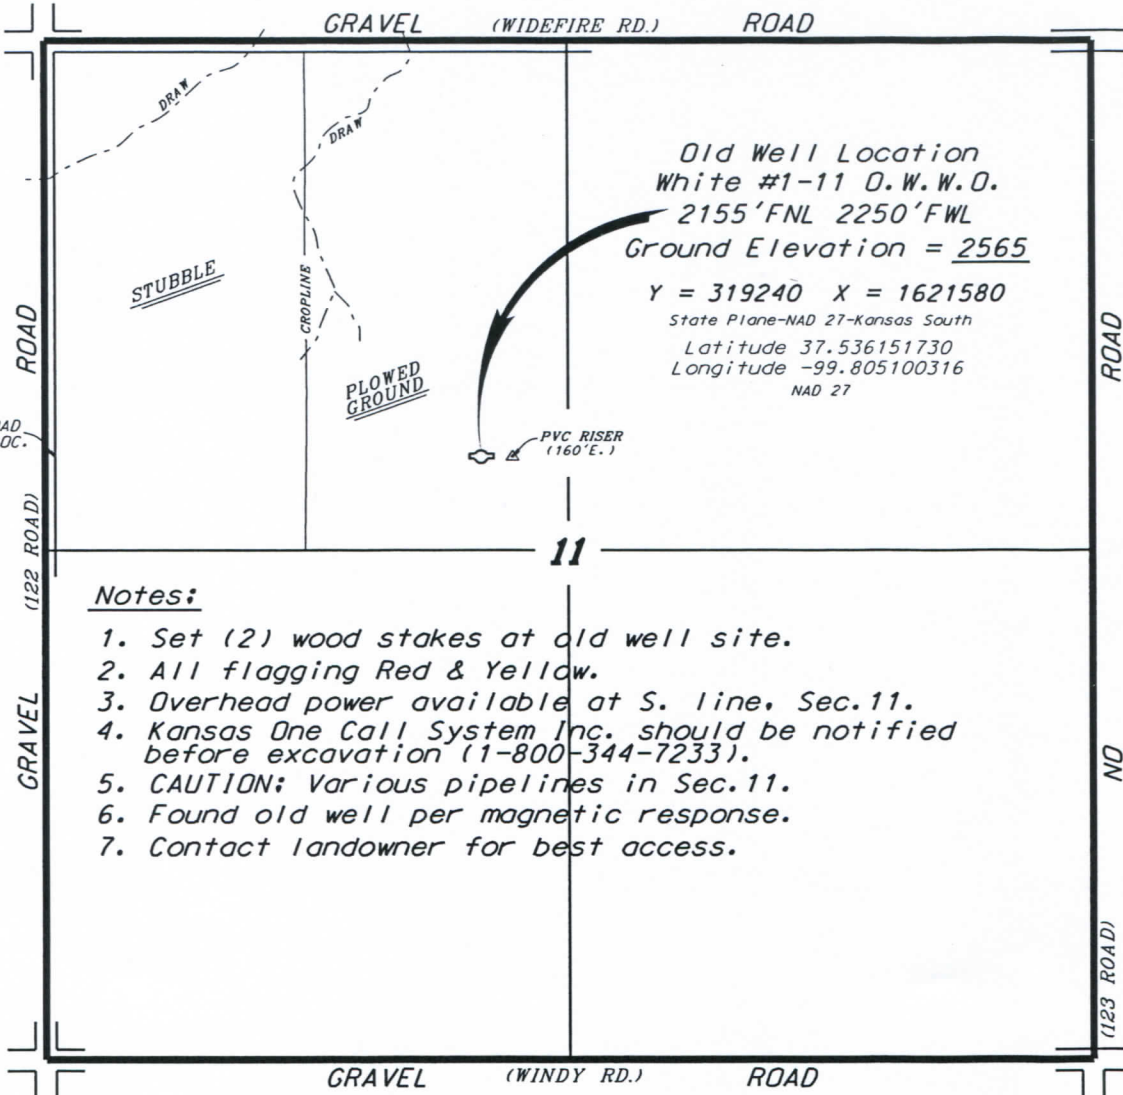 GRAVEL (WIDEFIRE RD.) ROAD
DRAW
DRAW
Old Well Location
White #1-11 O.W.W.O.
2155'FNL 2250'FWL
Ground Elevation = 2565
Y = 319240 X = 1621580
State Plane-NAD 27-Kansas South
Latitude 37.536151730
Longitude -99.805100316
NAD 27
STUBBLE
CROPLINE
PLOWED
GROUND
PVC RISER
(160'E.)
OC.
GRAVEL (122 ROAD) ROAD
NO ROAD
(123 ROAD)
11
Notes:
1. Set (2) wood stakes at old well site.
2. All flagging Red & Yellow.
3. Overhead power available at S. line, Sec.11.
4. Kansas One Call System Inc. should be notified
before excavation (1-800-344-7233).
5. CAUTION: Various pipelines in Sec.11.
6. Found old well per magnetic response.
7. Contact landowner for best access.
GRAVEL (WINDY RD.) ROAD